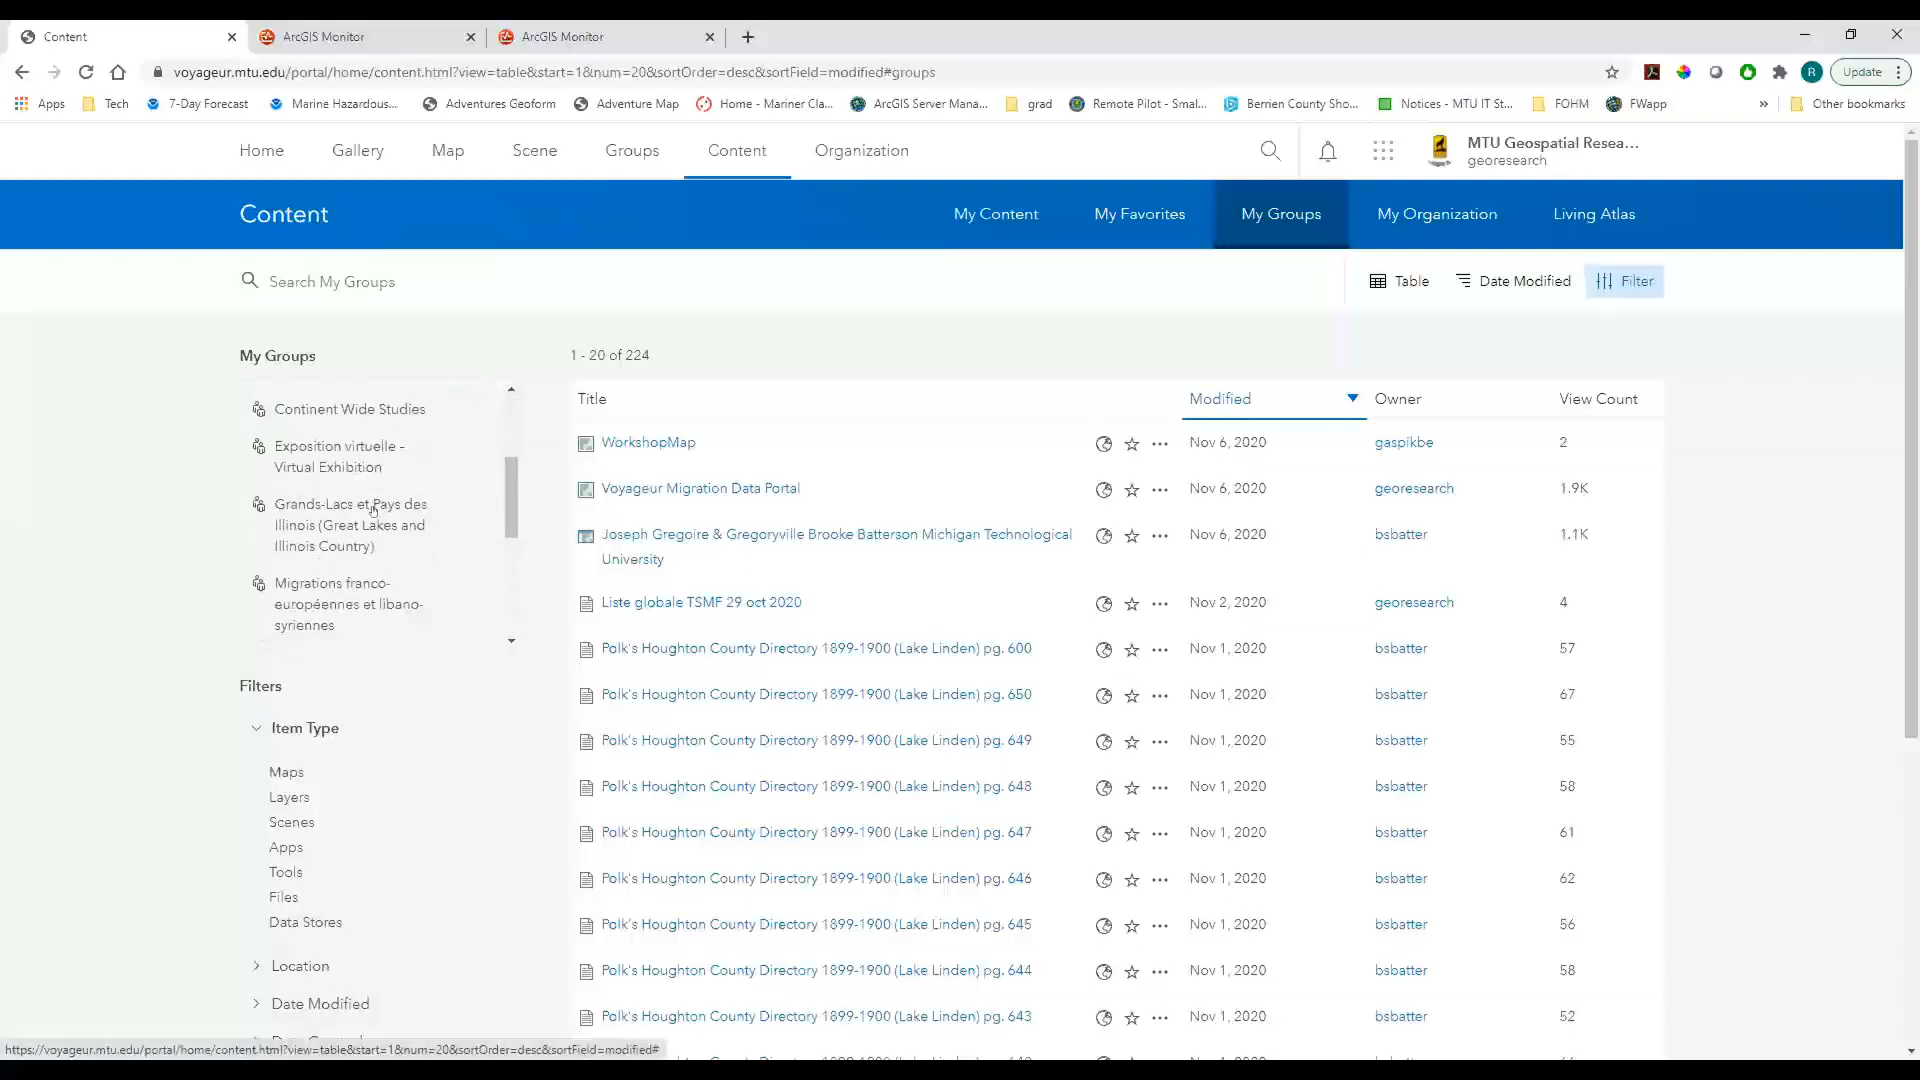 Content
ArcGIS Monitor
ArcGIS Monitor
voyageur.mtu.edu/portal/home/content.html?view=table&start=1&num=20&sortOrder=desc&sortField=modified#groups
R
Update
Apps
Tech
7-Day Forecast
Marine Hazardous...
Adventures Geoform
Adventure Map
Home - Mariner Cla...
ArcGIS Server Mana...
grad
Remote Pilot - Smal...
Berrien County Sho...
Notices - MTU IT St...
FOHM
FWapp
»
Other bookmarks
Home
Gallery
Map
Scene
Groups
Content
Organization
MTU Geospatial Resea...
georesearch
Content
My Content
My Favorites
My Groups
My Organization
Living Atlas
Search My Groups
Table
Date Modified
Filter
My Groups
1 - 20 of 224
Continent Wide Studies
Exposition virtuelle -
Virtual Exhibition
Grands-Lacs et Pays des
Illinois (Great Lakes and
Illinois Country)
Migrations franco-
européennes et libano-
syriennes
Filters
Item Type
Maps
Layers
Scenes
Apps
Tools
Files
Data Stores
Location
Date Modified
Title Modified Owner View Count
WorkshopMap Nov 6, 2020 gaspikbe 2
Voyageur Migration Data Portal Nov 6, 2020 georesearch 1.9K
Joseph Gregoire & Gregoryville Brooke Batterson Michigan Technological Nov 6, 2020 bsbatter 1.1K
University
Liste globale TSMF 29 oct 2020 Nov 2, 2020 georesearch 4
Polk's Houghton County Directory 1899-1900 (Lake Linden) pg. 600 Nov 1, 2020 bsbatter 57
Polk's Houghton County Directory 1899-1900 (Lake Linden) pg. 650 Nov 1, 2020 bsbatter 67
Polk's Houghton County Directory 1899-1900 (Lake Linden) pg. 649 Nov 1, 2020 bsbatter 55
Polk's Houghton County Directory 1899-1900 (Lake Linden) pg. 648 Nov 1, 2020 bsbatter 58
Polk's Houghton County Directory 1899-1900 (Lake Linden) pg. 647 Nov 1, 2020 bsbatter 61
Polk's Houghton County Directory 1899-1900 (Lake Linden) pg. 646 Nov 1, 2020 bsbatter 62
Polk's Houghton County Directory 1899-1900 (Lake Linden) pg. 645 Nov 1, 2020 bsbatter 56
Polk's Houghton County Directory 1899-1900 (Lake Linden) pg. 644 Nov 1, 2020 bsbatter 58
Polk's Houghton County Directory 1899-1900 (Lake Linden) pg. 643 Nov 1, 2020 bsbatter 52
https://voyageur.mtu.edu/portal/home/content.html?view=table&start=1&num=20&sortOrder=desc&sortField=modified#